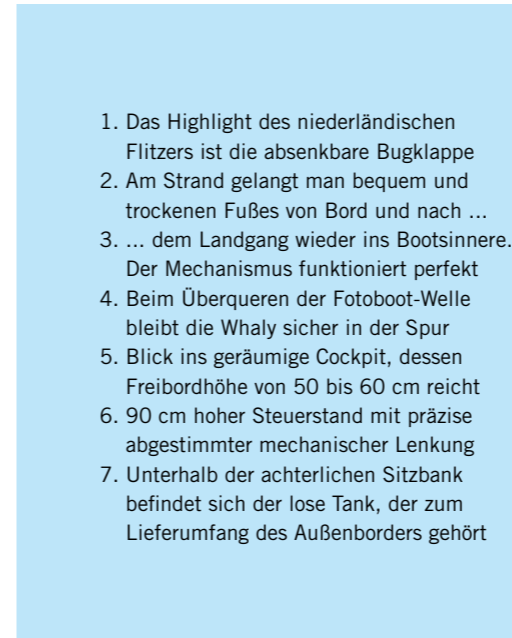 1. Das Highlight des niederländischen
Flitzers ist die absenkbare Bugklappe
2. Am Strand gelangt man bequem und
trockenen Fußes von Bord und nach ...
3. ... dem Landgang wieder ins Bootsinnere.
Der Mechanismus funktioniert perfekt
4. Beim Überqueren der Fotoboot-Welle
bleibt die Whaly sicher in der Spur
5. Blick ins geräumige Cockpit, dessen
Freibordhöhe von 50 bis 60 cm reicht
6. 90 cm hoher Steuerstand mit präzise
abgestimmter mechanischer Lenkung
7. Unterhalb der achterlichen Sitzbank
befindet sich der lose Tank, der zum
Lieferumfang des Außenborders gehört